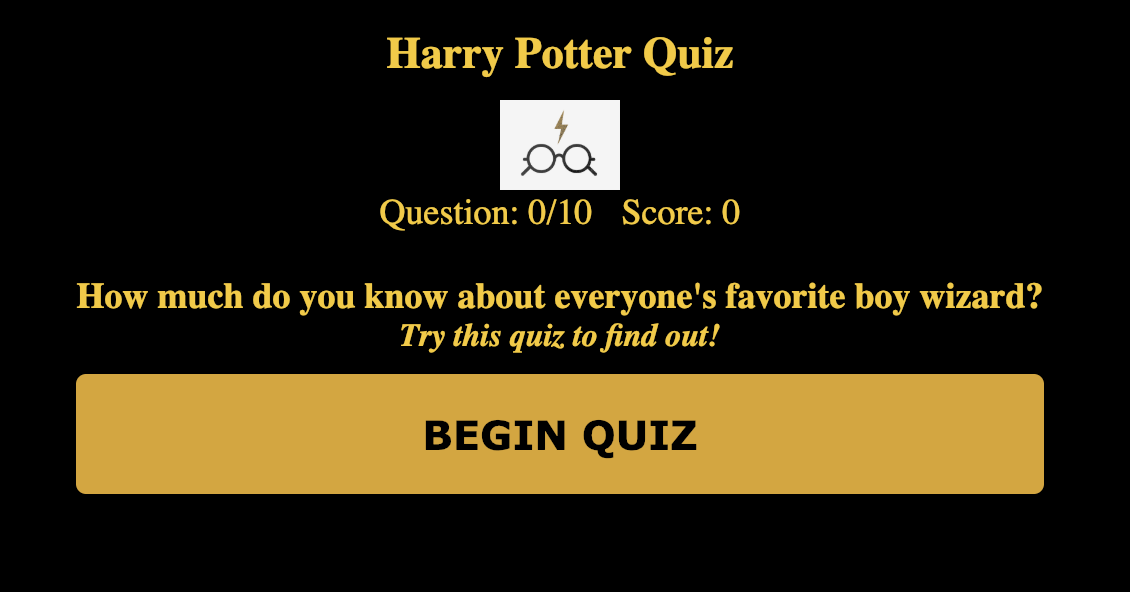 Harry Potter Quiz
Question: 0/10 Score: 0
How much do you know about everyone's favorite boy wizard?
Try this quiz to find out!
BEGIN QUIZ